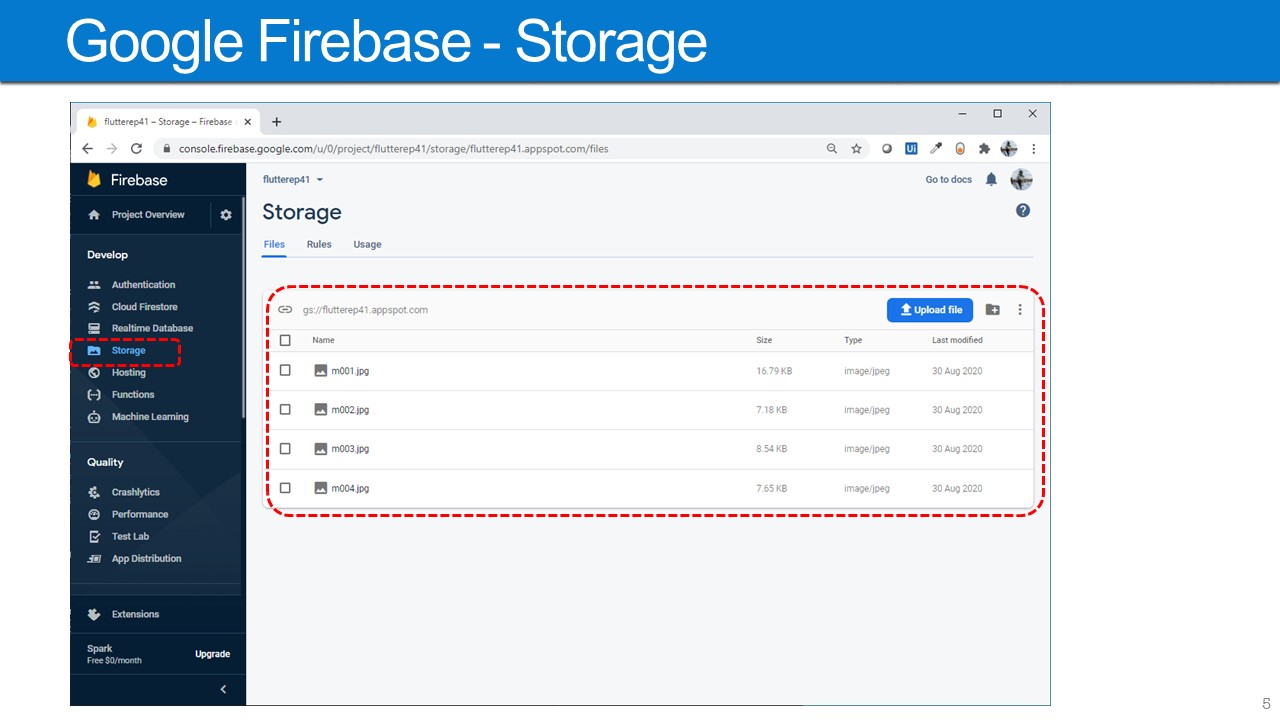 Google Firebase - Storage
flutterep41 – Storage – Firebase
console.firebase.google.com/u/0/project/flutterep41/storage/flutterep41.appspot.com/files
Ui
Firebase
flutterep41
Go to docs
Project Overview
Storage
Files Rules Usage
Develop
Authentication
Cloud Firestore
Realtime Database
Storage
Hosting
Functions
Machine Learning
Quality
Crashlytics
Performance
Test Lab
App Distribution
Extensions
Spark
Free $0/month
Upgrade
gs://flutterep41.appspot.com
Upload file
Name Size Type Last modified
m001.jpg 16.79 KB image/jpeg 30 Aug 2020
m002.jpg 7.18 KB image/jpeg 30 Aug 2020
m003.jpg 8.54 KB image/jpeg 30 Aug 2020
m004.jpg 7.65 KB image/jpeg 30 Aug 2020
5